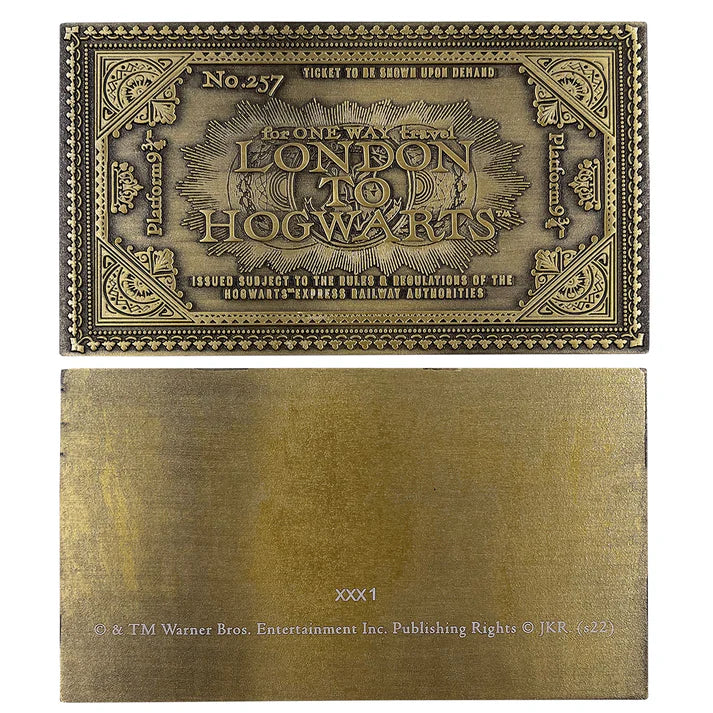 No.257
TICKET TO BE SHOWN UPON DEMAND
for ONE WAY travel
LONDON
TO
HOGWARTS™
Platform 9¾
Platform 9¾
ISSUED SUBJECT TO THE RULES & REGULATIONS OF THE
HOGWARTS™ EXPRESS RAILWAY AUTHORITIES
XXX1
© & TM Warner Bros. Entertainment Inc. Publishing Rights © JKR. (s22)